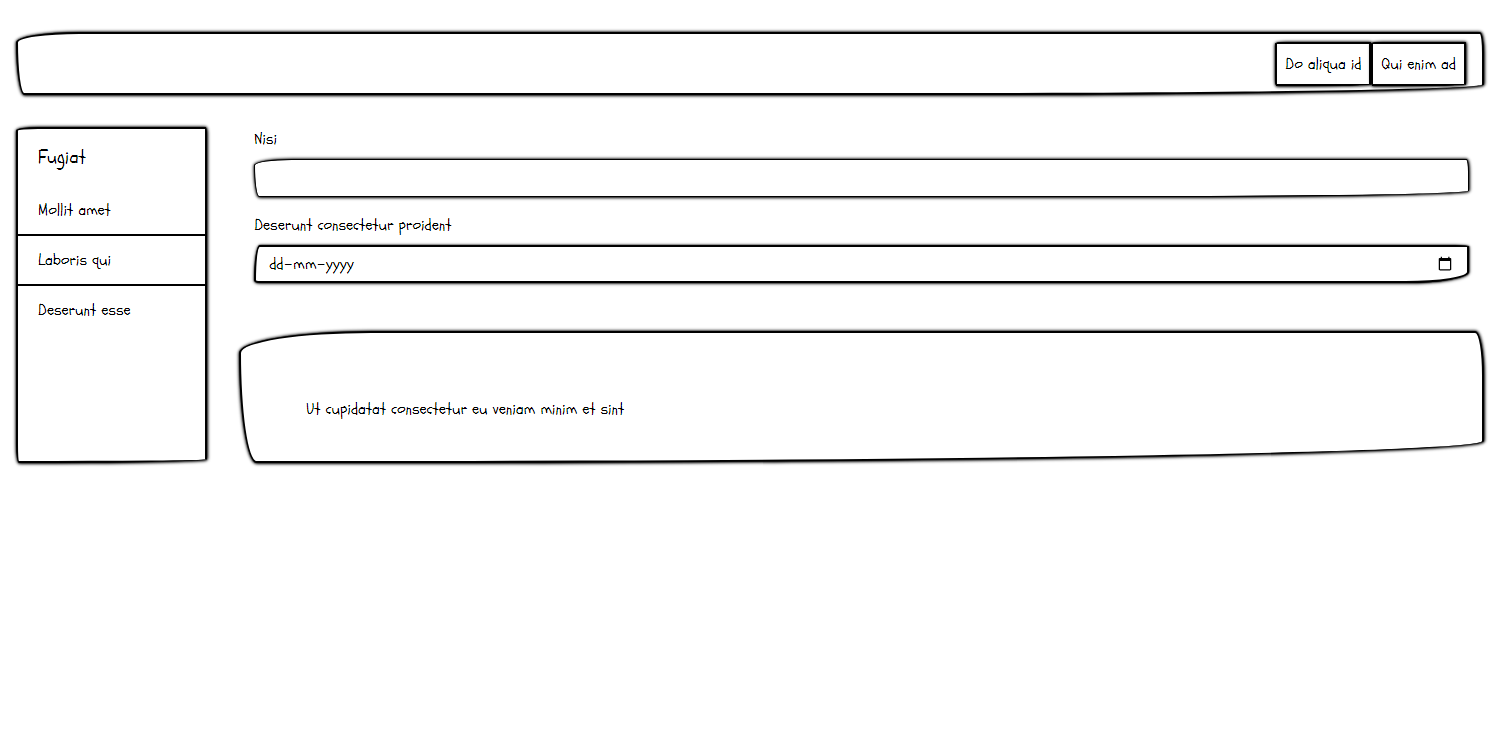 Do aliqua id
Qui enim ad
Fugiat
Mollit amet
Laboris qui
Deserunt esse
Nisi
Deserunt consectetur proident
dd-mm-yyyy
Ut cupidatat consectetur eu veniam minim et sint